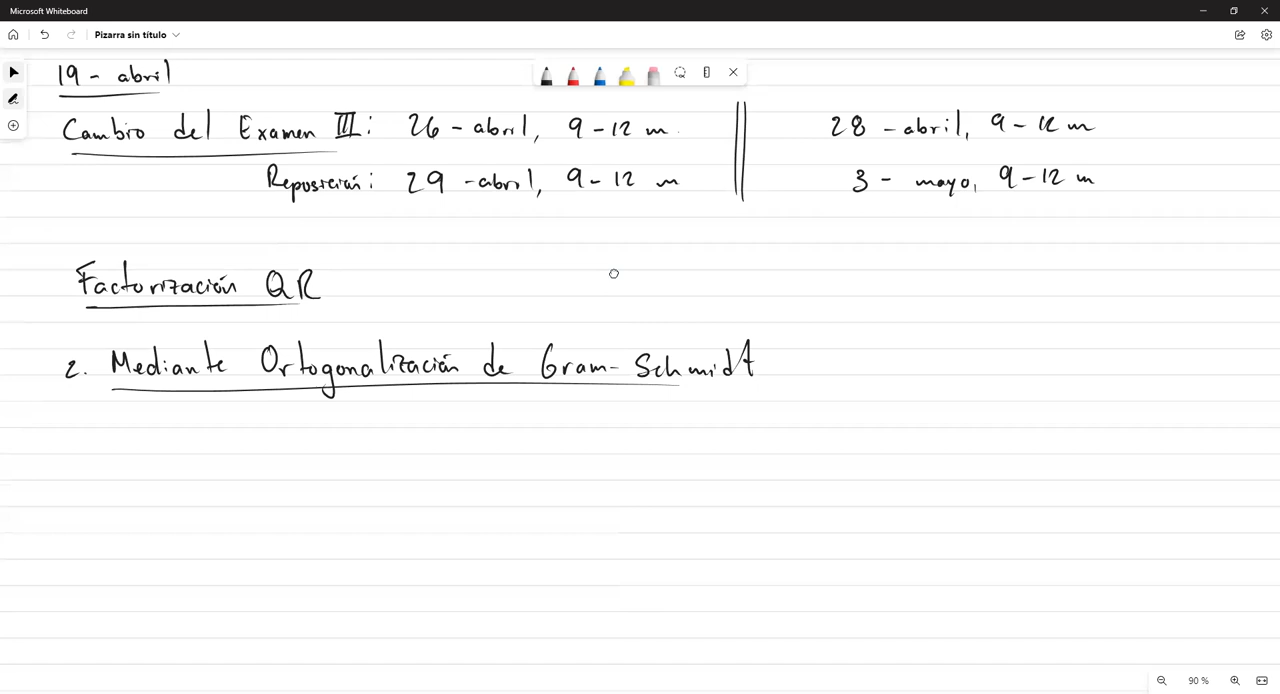 Microsoft Whiteboard
Pizarra sin título
19 - abril
Cambio del Examen III: 26 - abril, 9 - 12 m. 28 - abril, 9 - 12 m
Reposición: 29 - abril, 9 - 12 m 3 - mayo, 9 - 12 m
Factorización QR
2. Mediante Ortogonalización de Gram - Schmidt
90 %